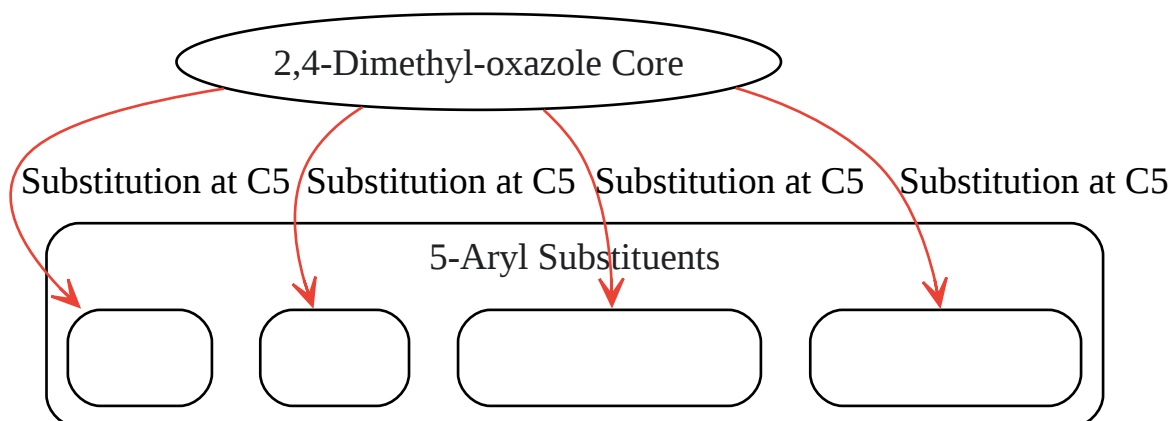 2,4-Dimethyl-oxazole Core
Substitution at C5 Substitution at C5 Substitution at C5 Substitution at C5
5-Aryl Substituents